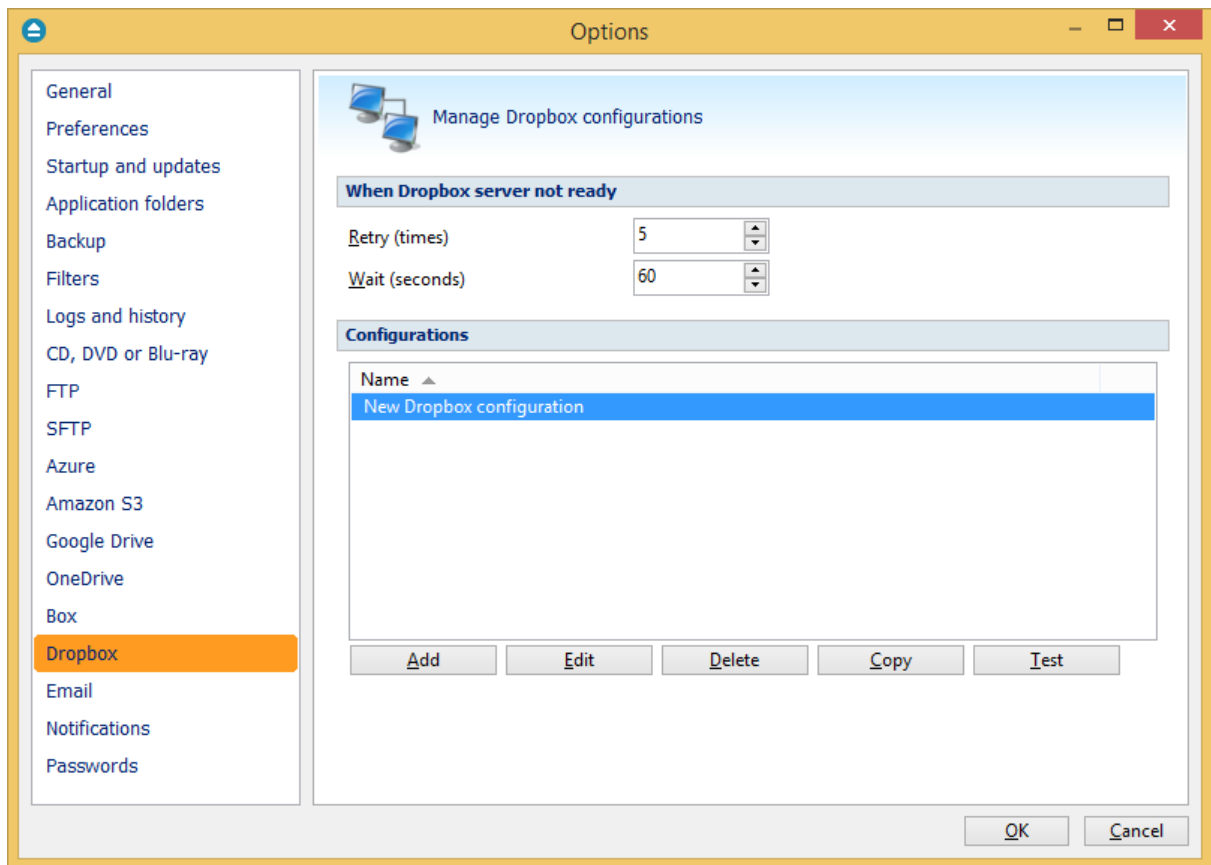 Options
General
Preferences
Startup and updates
Application folders
Backup
Filters
Logs and history
CD, DVD or Blu-ray
FTP
SFTP
Azure
Amazon S3
Google Drive
OneDrive
Box
Dropbox
Email
Notifications
Passwords
Manage Dropbox configurations
When Dropbox server not ready
Retry (times) 5
Wait (seconds) 60
Configurations
Name
New Dropbox configuration
Add Edit Delete Copy Test
OK Cancel